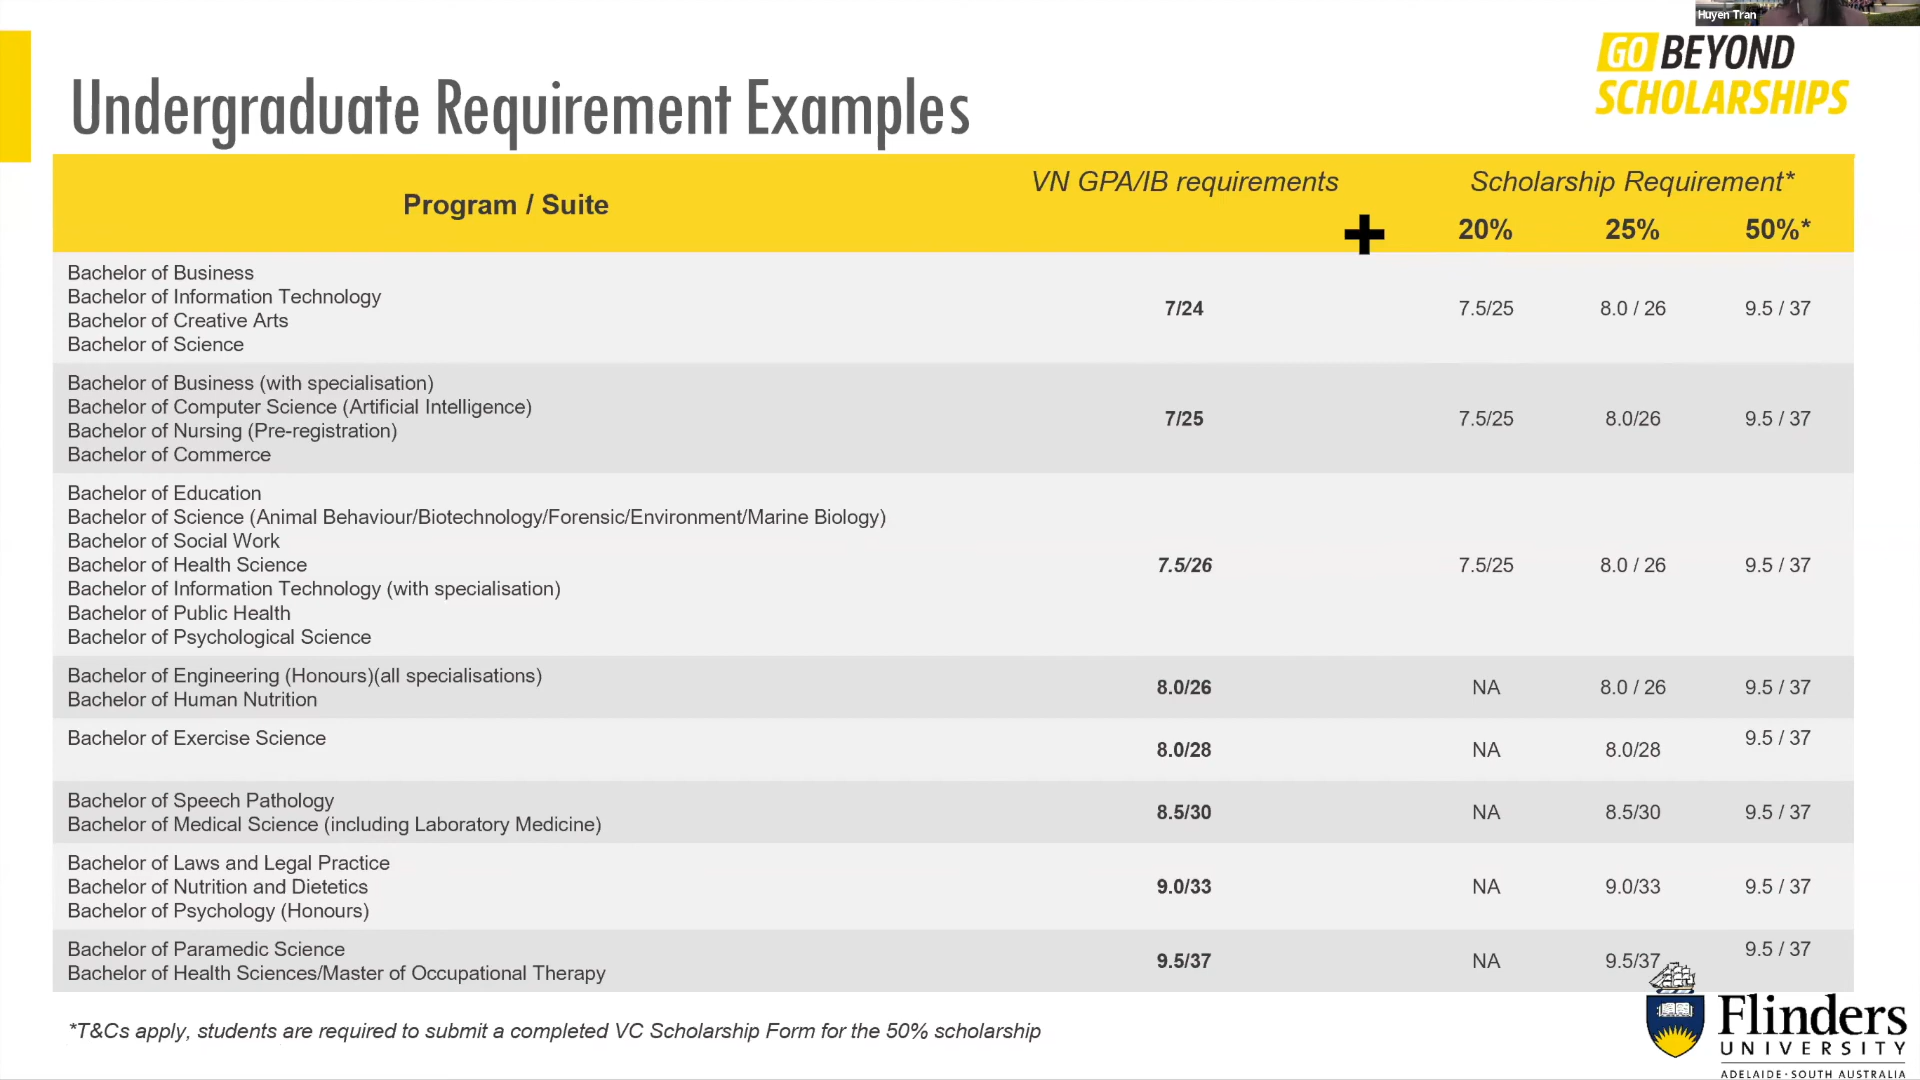 Huyen Tran
GO BEYOND
SCHOLARSHIPS
Undergraduate Requirement Examples
Program / Suite
VN GPA/IB requirements
Scholarship Requirement*
+ 20% 25% 50%*
Bachelor of Business
Bachelor of Information Technology
Bachelor of Creative Arts
Bachelor of Science
7/24 7.5/25 8.0 / 26 9.5 / 37
Bachelor of Business (with specialisation)
Bachelor of Computer Science (Artificial Intelligence)
Bachelor of Nursing (Pre-registration)
Bachelor of Commerce
7/25 7.5/25 8.0/26 9.5 / 37
Bachelor of Education
Bachelor of Science (Animal Behaviour/Biotechnology/Forensic/Environment/Marine Biology)
Bachelor of Social Work
Bachelor of Health Science
Bachelor of Information Technology (with specialisation)
Bachelor of Public Health
Bachelor of Psychological Science
7.5/26 7.5/25 8.0 / 26 9.5 / 37
Bachelor of Engineering (Honours)(all specialisations)
Bachelor of Human Nutrition
8.0/26 NA 8.0 / 26 9.5 / 37
Bachelor of Exercise Science
8.0/28 NA 8.0/28 9.5 / 37
Bachelor of Speech Pathology
Bachelor of Medical Science (including Laboratory Medicine)
8.5/30 NA 8.5/30 9.5 / 37
Bachelor of Laws and Legal Practice
Bachelor of Nutrition and Dietetics
Bachelor of Psychology (Honours)
9.0/33 NA 9.0/33 9.5 / 37
Bachelor of Paramedic Science
Bachelor of Health Sciences/Master of Occupational Therapy
9.5/37 NA 9.5/37 9.5 / 37
*T&Cs apply, students are required to submit a completed VC Scholarship Form for the 50% scholarship
Flinders
UNIVERSITY
ADELAIDE · SOUTH AUSTRALIA